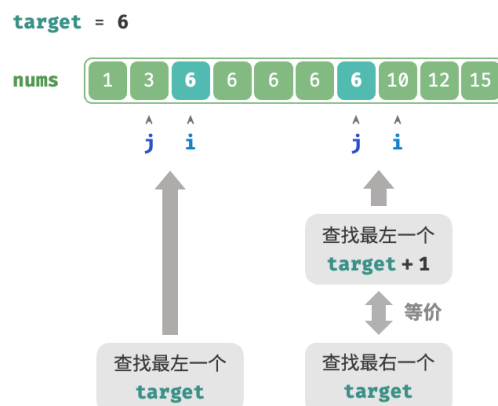 target = 6
nums 1 3 6 6 6 6 6 10 12 15
j i j i
查找最左一个
target + 1
等价
查找最左一个 查找最右一个
target target